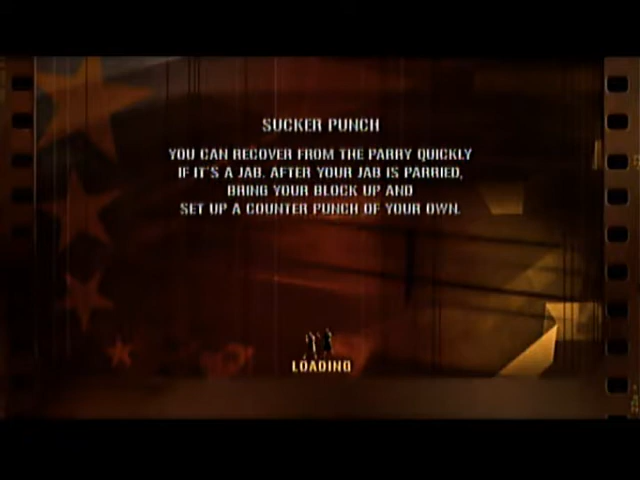 SUCKER PUNCH
YOU CAN RECOVER FROM THE PARRY QUICKLY
IF IT'S A JAB. AFTER YOUR JAB IS PARRIED,
BRING YOUR BLOCK UP AND
SET UP A COUNTER PUNCH OF YOUR OWN.
LOADING